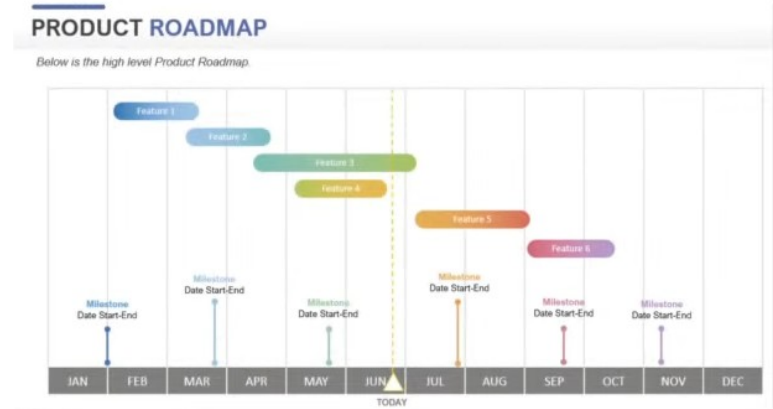 PRODUCT ROADMAP
Below is the high level Product Roadmap.
Feature 1
Feature 2
Feature 3
Feature 4
Feature 5
Feature 6
Milestone
Date Start-End
Milestone
Date Start-End
Milestone
Date Start-End
Milestone
Date Start-End
Milestone
Date Start-End
Milestone
Date Start-End
JAN FEB MAR APR MAY JUN JUL AUG SEP OCT NOV DEC
TODAY